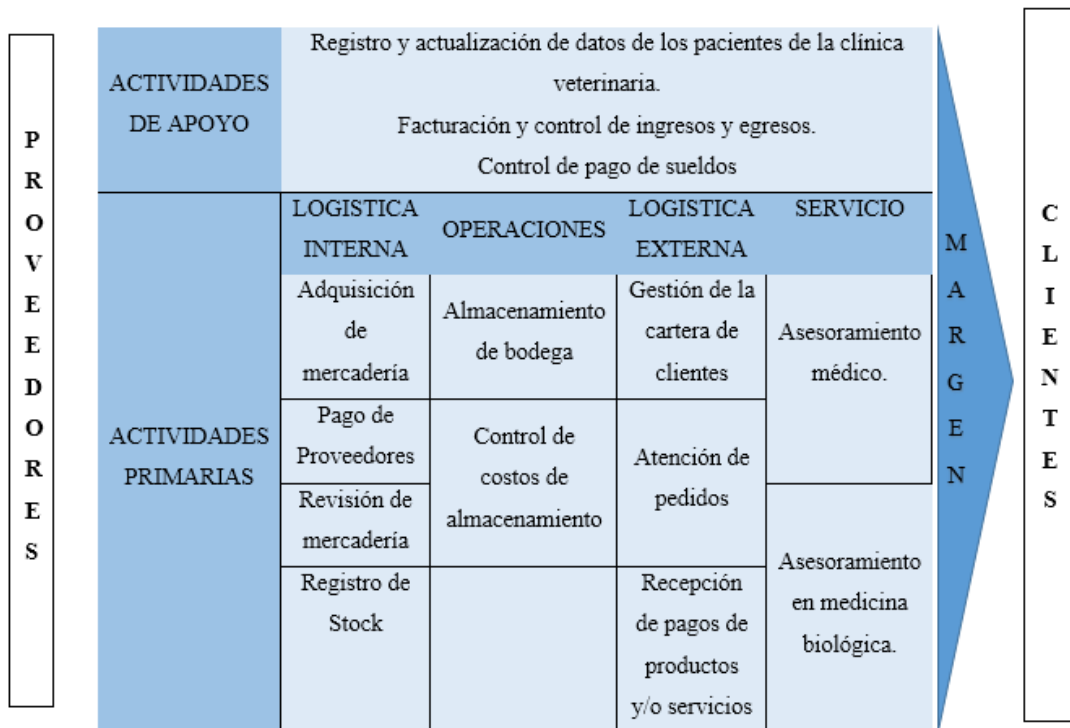 PROVEEDORES
ACTIVIDADES
DE APOYO
Registro y actualización de datos de los pacientes de la clínica
veterinaria.
Facturación y control de ingresos y egresos.
Control de pago de sueldos
ACTIVIDADES
PRIMARIAS
LOGISTICA
INTERNA
OPERACIONES
LOGISTICA
EXTERNA
SERVICIO
Adquisición
de
mercadería
Almacenamiento
de bodega
Gestión de la
cartera de
clientes
Asesoramiento
médico.
Pago de
Proveedores
Control de
costos de
almacenamiento
Atención de
pedidos
Revisión de
mercadería
Asesoramiento
en medicina
biológica.
Registro de
Stock
Recepción
de pagos de
productos
y/o servicios
MARGEN
CLIENTES